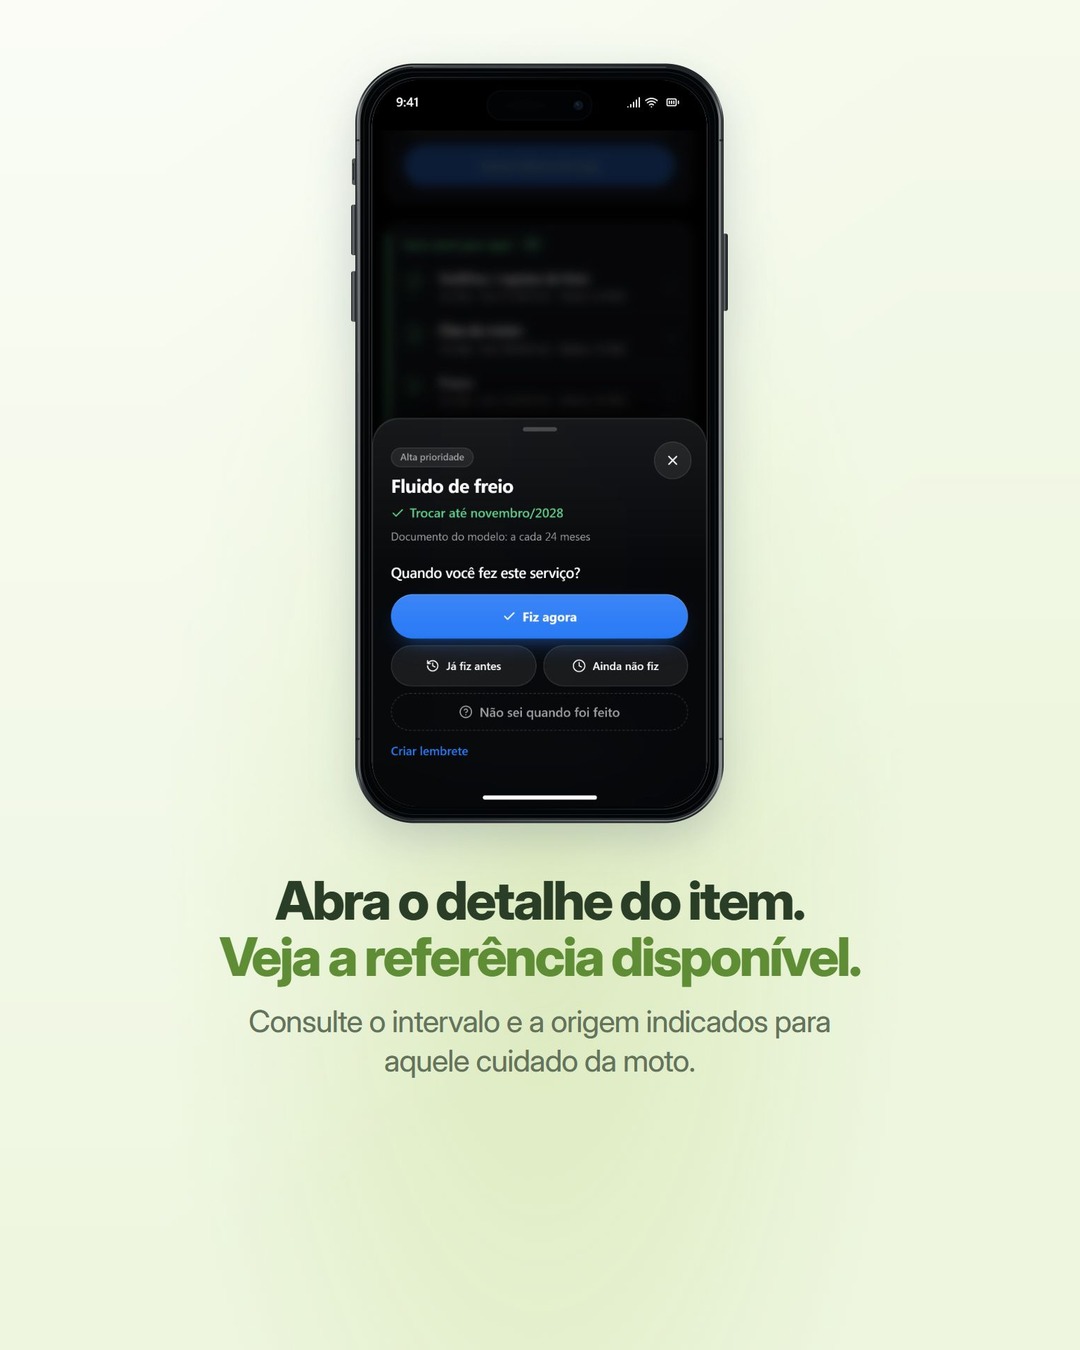 9:41
Alta prioridade
Fluido de freio
Trocar até novembro/2028
Documento do modelo: a cada 24 meses
Quando você fez este serviço?
Fiz agora
Já fiz antes
Ainda não fiz
Não sei quando foi feito
Criar lembrete
Abra o detalhe do item.
Veja a referência disponível.
Consulte o intervalo e a origem indicados para
aquele cuidado da moto.